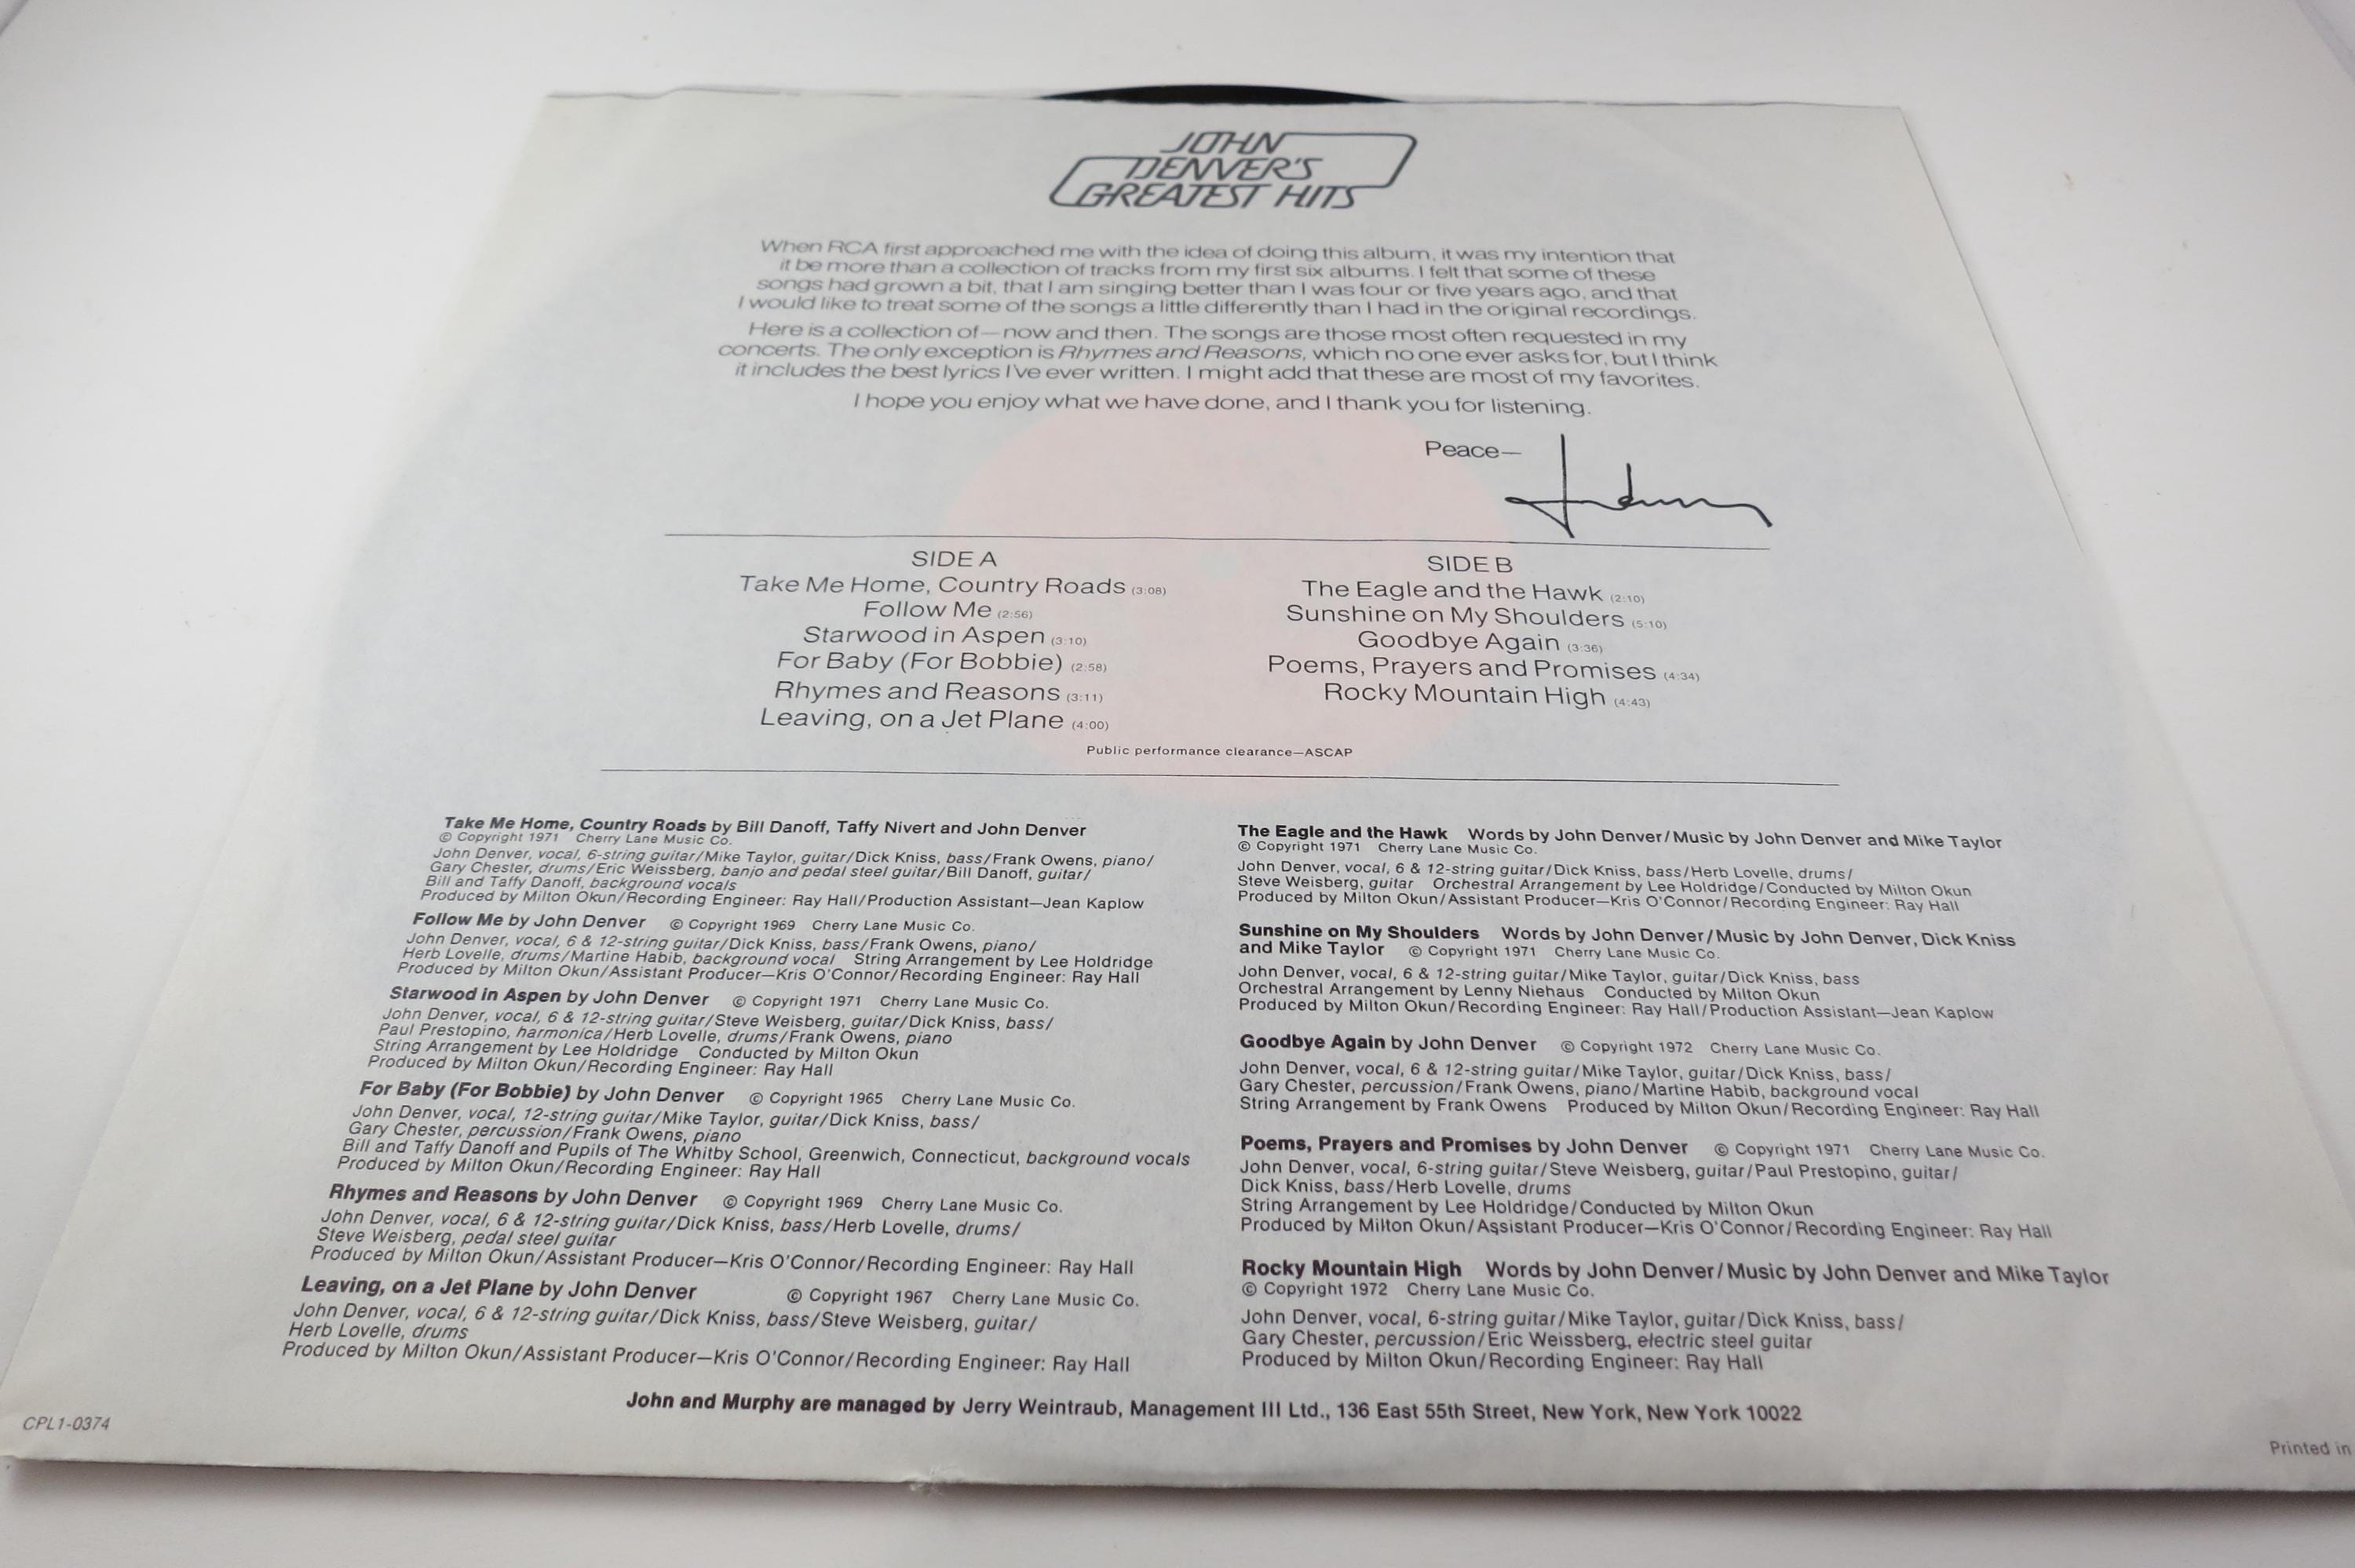 JOHN
DENVER'S
GREATEST HITS
When RCA first approached me with the idea of doing this album, it was my intention that
it be more than a collection of tracks from my first six albums. I felt that some of these
songs had grown a bit, that I am singing better than I was four or five years ago, and that
I would like to treat some of the songs a little differently than I had in the original recordings.
Here is a collection of—now and then. The songs are those most often requested in my
concerts. The only exception is Rhymes and Reasons, which no one ever asks for, but I think
it includes the best lyrics I've ever written. I might add that these are most of my favorites.
I hope you enjoy what we have done, and I thank you for listening.
Peace—
SIDE A
Take Me Home, Country Roads (3:08)
Follow Me (2:56)
Starwood in Aspen (3:10)
For Baby (For Bobbie) (2:58)
Rhymes and Reasons (3:11)
Leaving, on a Jet Plane (4:00)
SIDE B
The Eagle and the Hawk (2:10)
Sunshine on My Shoulders (5:10)
Goodbye Again (3:36)
Poems, Prayers and Promises (4:34)
Rocky Mountain High (4:43)
Public performance clearance—ASCAP
Take Me Home, Country Roads by Bill Danoff, Taffy Nivert and John Denver
© Copyright 1971 Cherry Lane Music Co.
John Denver, vocal, 6-string guitar/Mike Taylor, guitar/Dick Kniss, bass/Frank Owens, piano/
Gary Chester, drums/Eric Weissberg, banjo and pedal steel guitar/Bill Danoff, guitar/
Bill and Taffy Danoff, background vocals
Produced by Milton Okun/Recording Engineer: Ray Hall/Production Assistant—Jean Kaplow
Follow Me by John Denver © Copyright 1969 Cherry Lane Music Co.
John Denver, vocal, 6 & 12-string guitar/Dick Kniss, bass/Frank Owens, piano/
Herb Lovelle, drums/Martine Habib, background vocal String Arrangement by Lee Holdridge
Produced by Milton Okun/Assistant Producer—Kris O'Connor/Recording Engineer: Ray Hall
Starwood in Aspen by John Denver © Copyright 1971 Cherry Lane Music Co.
John Denver, vocal, 6 & 12-string guitar/Steve Weisberg, guitar/Dick Kniss, bass/
Paul Prestopino, harmonica/Herb Lovelle, drums/Frank Owens, piano
String Arrangement by Lee Holdridge Conducted by Milton Okun
Produced by Milton Okun/Recording Engineer: Ray Hall
For Baby (For Bobbie) by John Denver © Copyright 1965 Cherry Lane Music Co.
John Denver, vocal, 12-string guitar/Mike Taylor, guitar/Dick Kniss, bass/
Gary Chester, percussion/Frank Owens, piano
Bill and Taffy Danoff and Pupils of The Whitby School, Greenwich, Connecticut, background vocals
Produced by Milton Okun/Recording Engineer: Ray Hall
Rhymes and Reasons by John Denver © Copyright 1969 Cherry Lane Music Co.
John Denver, vocal, 6 & 12-string guitar/Dick Kniss, bass/Herb Lovelle, drums/
Steve Weisberg, pedal steel guitar
Produced by Milton Okun/Assistant Producer—Kris O'Connor/Recording Engineer: Ray Hall
Leaving, on a Jet Plane by John Denver © Copyright 1967 Cherry Lane Music Co.
John Denver, vocal, 6 & 12-string guitar/Dick Kniss, bass/Steve Weisberg, guitar/
Herb Lovelle, drums
Produced by Milton Okun/Assistant Producer—Kris O'Connor/Recording Engineer: Ray Hall
The Eagle and the Hawk Words by John Denver/Music by John Denver and Mike Taylor
© Copyright 1971 Cherry Lane Music Co.
John Denver, vocal, 6 & 12-string guitar/Dick Kniss, bass/Herb Lovelle, drums/
Steve Weisberg, guitar Orchestral Arrangement by Lee Holdridge/Conducted by Milton Okun
Produced by Milton Okun/Assistant Producer—Kris O'Connor/Recording Engineer: Ray Hall
Sunshine on My Shoulders Words by John Denver/Music by John Denver, Dick Kniss
and Mike Taylor © Copyright 1971 Cherry Lane Music Co.
John Denver, vocal, 6 & 12-string guitar/Mike Taylor, guitar/Dick Kniss, bass
Orchestral Arrangement by Lenny Niehaus Conducted by Milton Okun
Produced by Milton Okun/Recording Engineer: Ray Hall/Production Assistant—Jean Kaplow
Goodbye Again by John Denver © Copyright 1972 Cherry Lane Music Co.
John Denver, vocal, 6 & 12-string guitar/Mike Taylor, guitar/Dick Kniss, bass/
Gary Chester, percussion/Frank Owens, piano/Martine Habib, background vocal
String Arrangement by Frank Owens Produced by Milton Okun/Recording Engineer: Ray Hall
Poems, Prayers and Promises by John Denver © Copyright 1971 Cherry Lane Music Co.
John Denver, vocal, 6-string guitar/Steve Weisberg, guitar/Paul Prestopino, guitar/
Dick Kniss, bass/Herb Lovelle, drums
String Arrangement by Lee Holdridge/Conducted by Milton Okun
Produced by Milton Okun/Assistant Producer—Kris O'Connor/Recording Engineer: Ray Hall
Rocky Mountain High Words by John Denver/Music by John Denver and Mike Taylor
© Copyright 1972 Cherry Lane Music Co.
John Denver, vocal, 6-string guitar/Mike Taylor, guitar/Dick Kniss, bass/
Gary Chester, percussion/Eric Weissberg, electric steel guitar
Produced by Milton Okun/Recording Engineer: Ray Hall
John and Murphy are managed by Jerry Weintraub, Management III Ltd., 136 East 55th Street, New York, New York 10022
CPL1-0374
Printed in